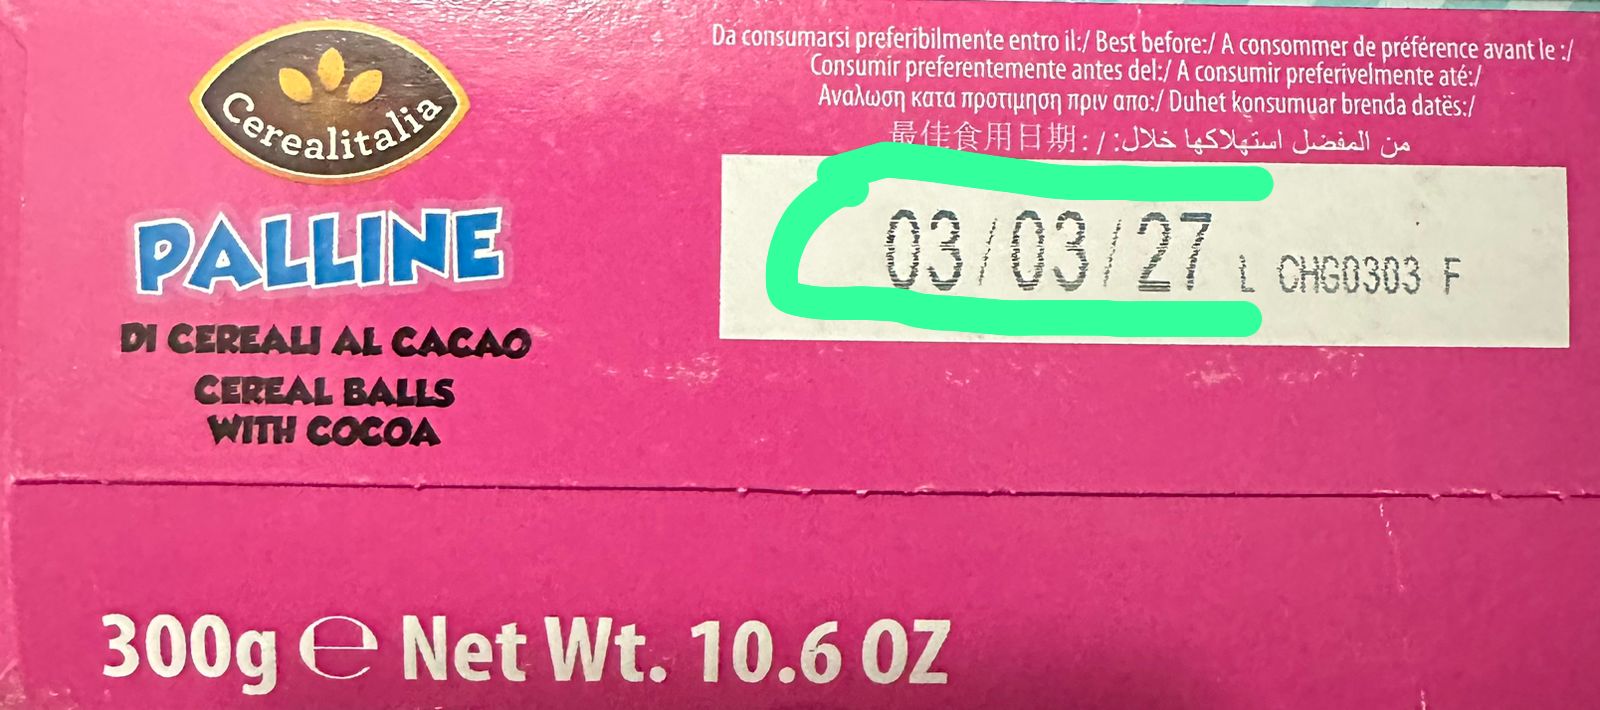 Cerealitalia
PALLINE
DI CEREALI AL CACAO
CEREAL BALLS
WITH COCOA
Da consumarsi preferibilmente entro il:/ Best before:/ A consommer de préférence avant le :/
Consumir preferentemente antes del:/ A consumir preferivelmente até:/
Αναλωση κατα προτιμηση πριν απο:/ Duhet konsumuar brenda datës:/
最佳食用日期: / من المفضل استهلاكها خلال:
03/03/27 L CHG0303 F
300g ℮ Net Wt. 10.6 OZ